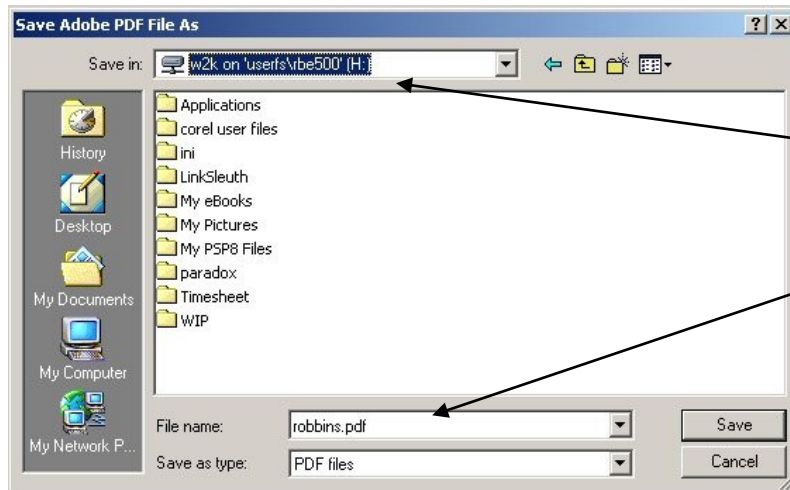 Save Adobe PDF File As
Save in: w2k on 'userfs\rbe500' (H:)
History
Desktop
My Documents
My Computer
My Network P...
Applications
corel user files
ini
LinkSleuth
My eBooks
My Pictures
My PSP8 Files
paradox
Timesheet
WIP
File name: robbins.pdf Save
Save as type: PDF files Cancel